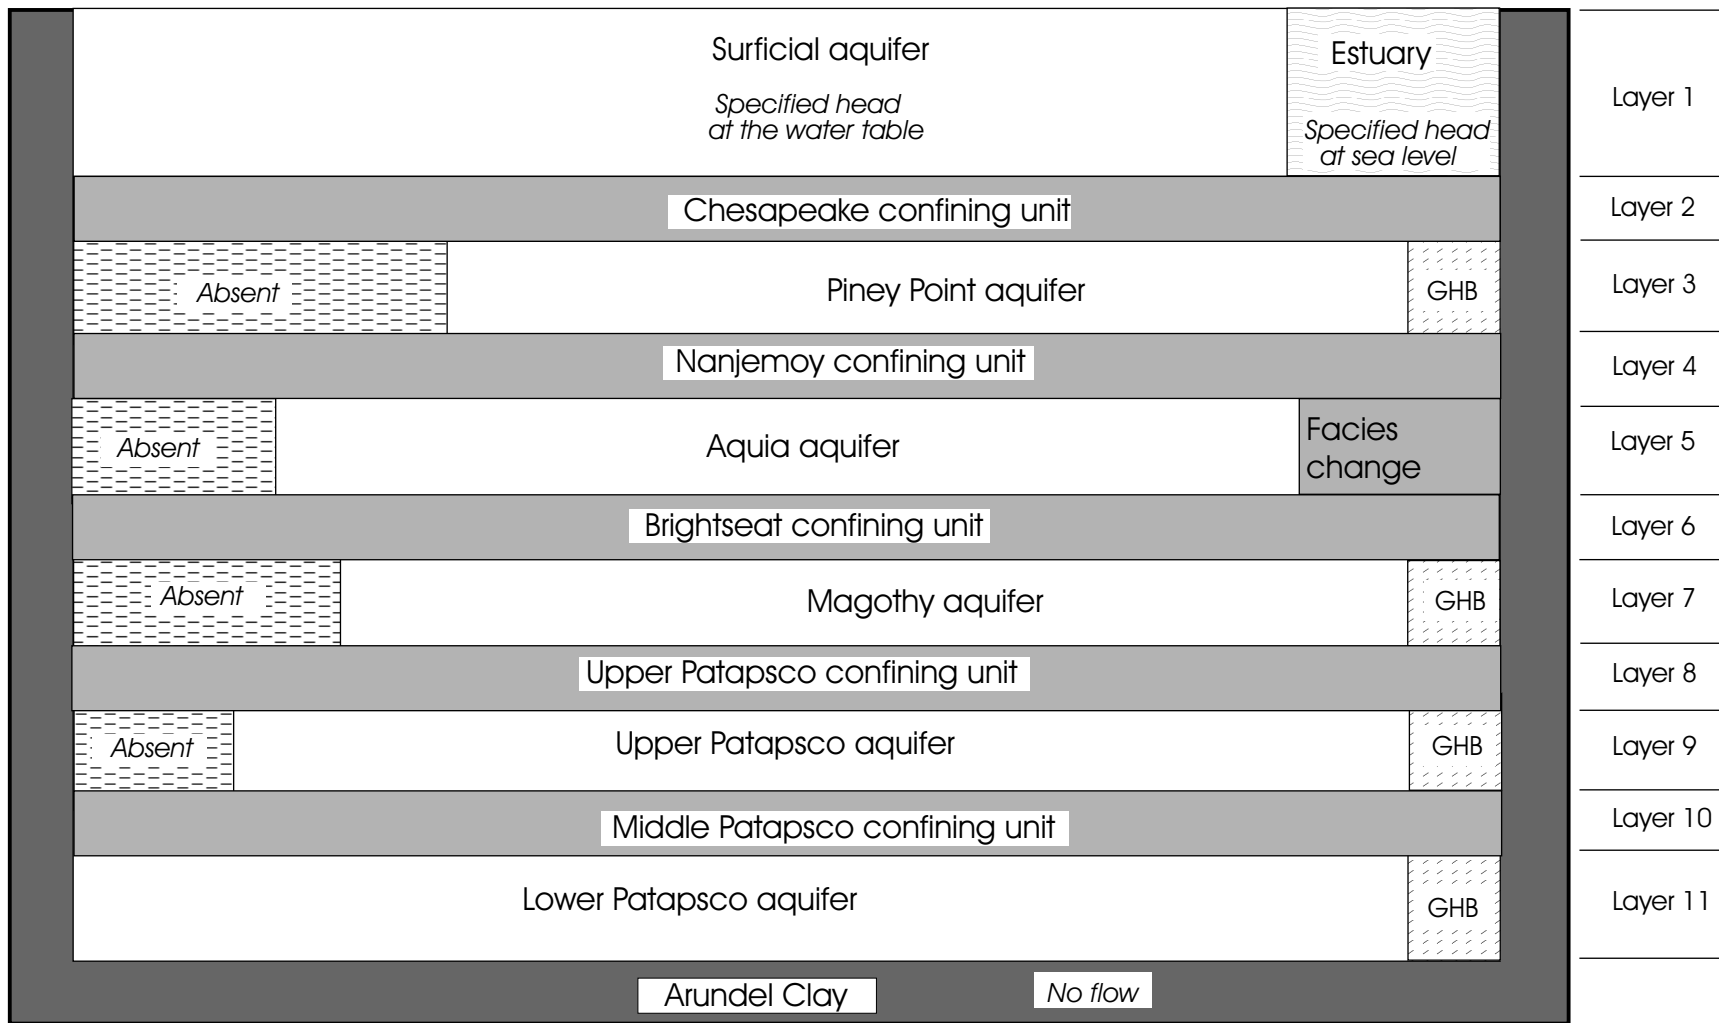 Surficial aquifer
Specified head
at the water table
Estuary
Specified head
at sea level
Layer 1
Chesapeake confining unit
Layer 2
Absent
Piney Point aquifer
GHB
Layer 3
Nanjemoy confining unit
Layer 4
Absent
Aquia aquifer
Facies
change
Layer 5
Brightseat confining unit
Layer 6
Absent
Magothy aquifer
GHB
Layer 7
Upper Patapsco confining unit
Layer 8
Absent
Upper Patapsco aquifer
GHB
Layer 9
Middle Patapsco confining unit
Layer 10
Lower Patapsco aquifer
GHB
Layer 11
Arundel Clay
No flow